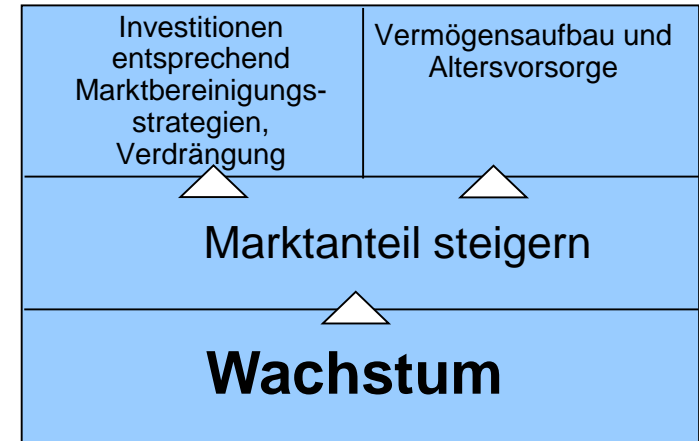 Investitionen
entsprechend
Marktbereinigungs-
strategien,
Verdrängung
Vermögensaufbau und
Altersvorsorge
Marktanteil steigern
Wachstum